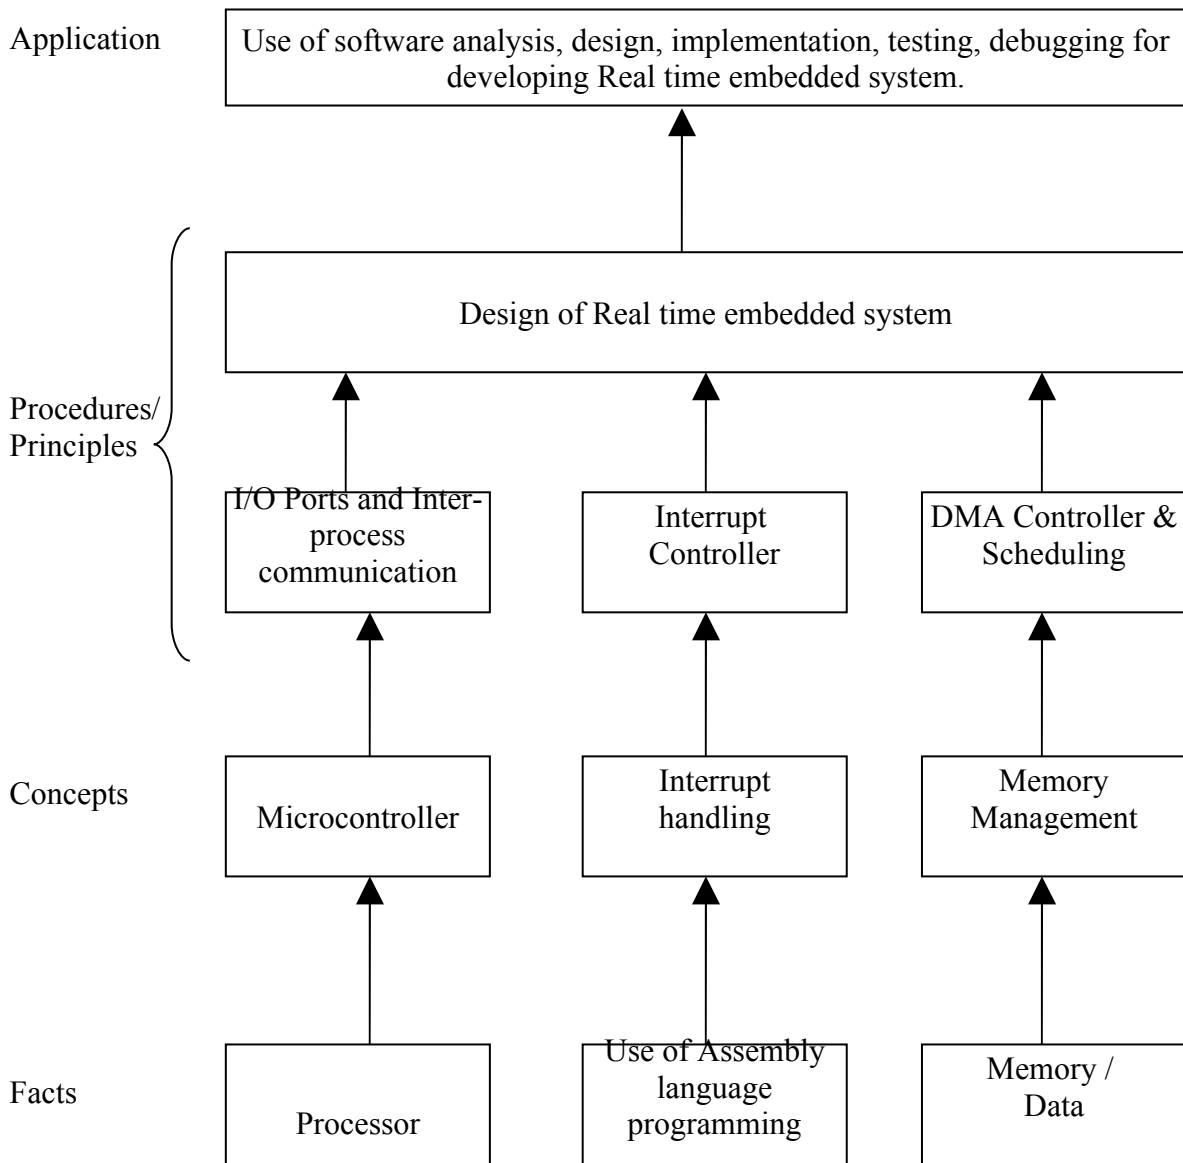 Application
Use of software analysis, design, implementation, testing, debugging for
developing Real time embedded system.
Design of Real time embedded system
Procedures/
Principles
I/O Ports and Inter-
process
communication
Interrupt
Controller
DMA Controller &
Scheduling
Concepts
Microcontroller
Interrupt
handling
Memory
Management
Facts
Processor
Use of Assembly
language
programming
Memory /
Data